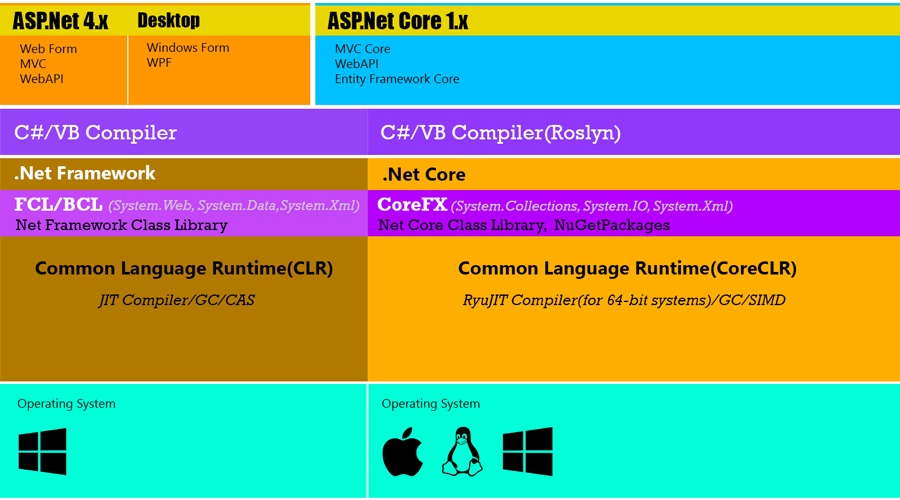 ASP.Net 4.x
Desktop
ASP.Net Core 1.x
Web Form
MVC
WebAPI
Windows Form
WPF
MVC Core
WebAPI
Entity Framework Core
C#/VB Compiler
C#/VB Compiler(Roslyn)
.Net Framework
.Net Core
FCL/BCL (System.Web, System.Data,System.Xml)
Net Framework Class Library
CoreFX (System.Collections, System.IO, System.Xml)
Net Core Class Library, NuGetPackages
Common Language Runtime(CLR)
JIT Compiler/GC/CAS
Common Language Runtime(CoreCLR)
RyuJIT Compiler(for 64-bit systems)/GC/SIMD
Operating System
Operating System